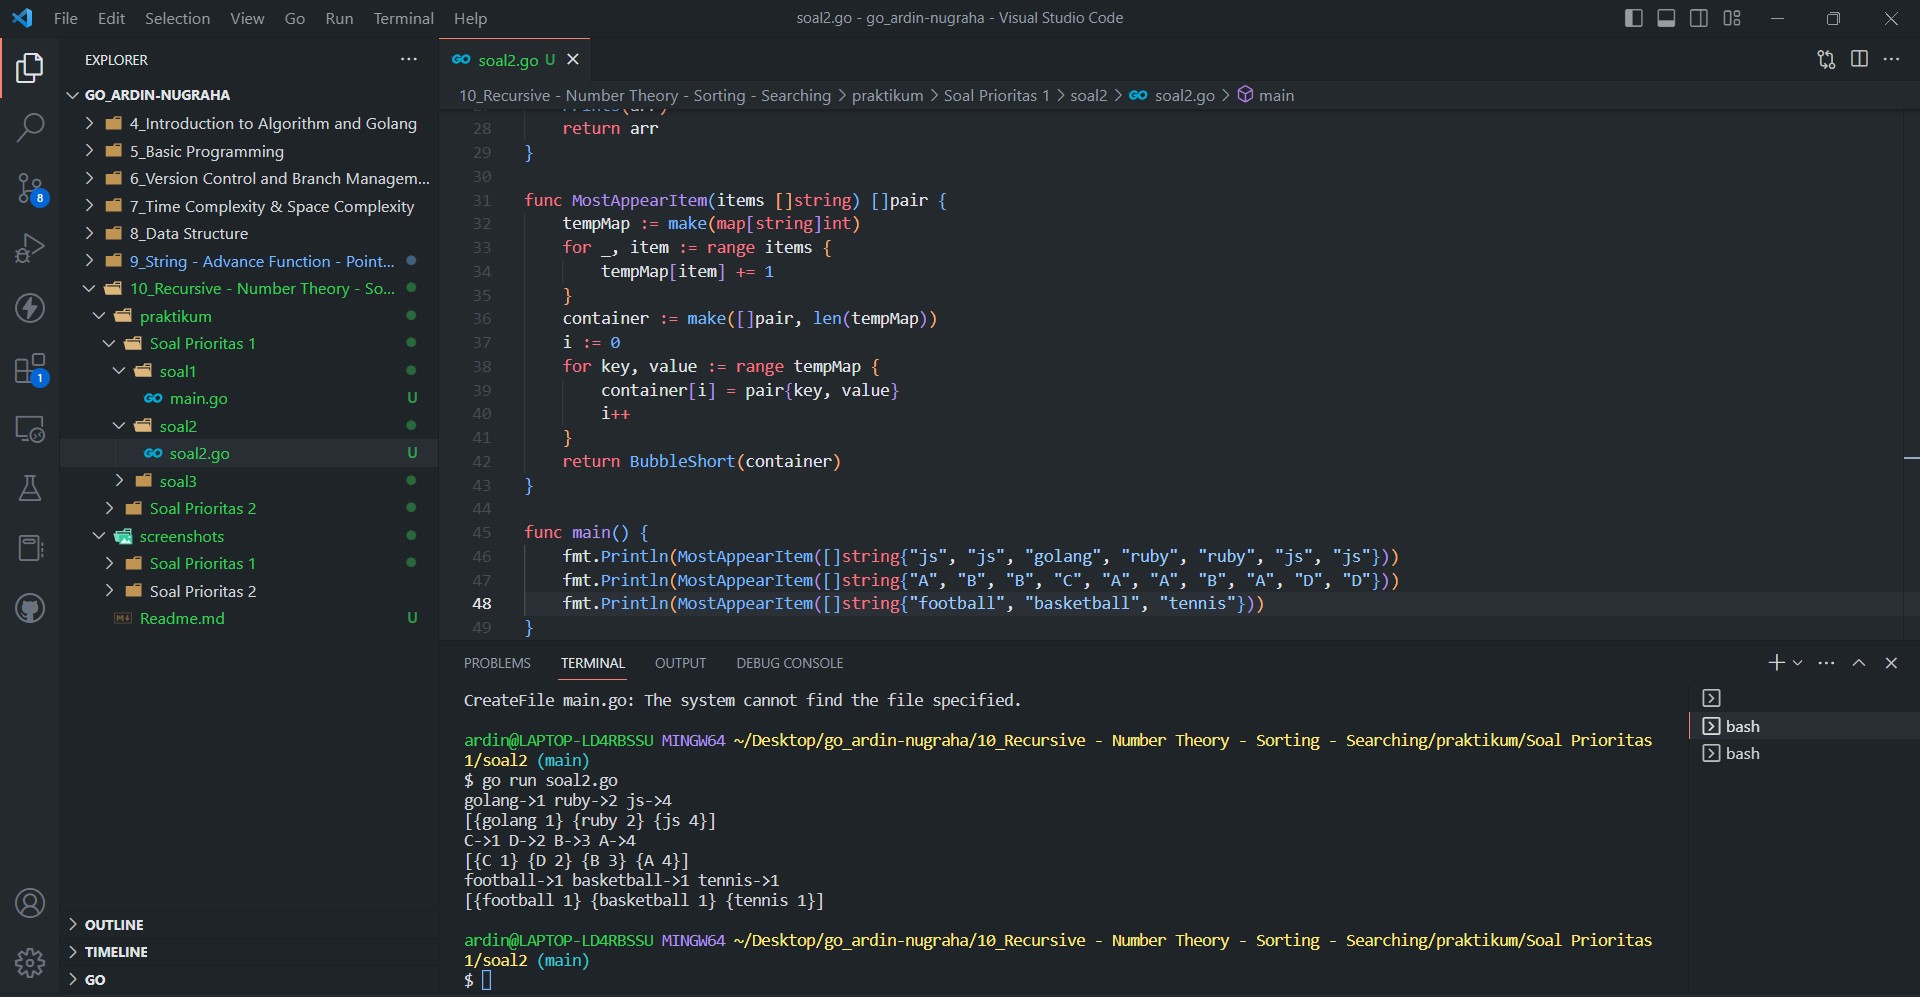 File Edit Selection View Go Run Terminal Help
soal2.go - go_ardin-nugraha - Visual Studio Code
EXPLORER
GO_ARDIN-NUGRAHA
4_Introduction to Algorithm and Golang
5_Basic Programming
6_Version Control and Branch Managem...
7_Time Complexity & Space Complexity
8_Data Structure
9_String - Advance Function - Point...
10_Recursive - Number Theory - So...
praktikum
Soal Prioritas 1
soal1
GO main.go U
soal2
GO soal2.go U
soal3
Soal Prioritas 2
screenshots
Soal Prioritas 1
Soal Prioritas 2
Readme.md U
OUTLINE
TIMELINE
GO
8
1
GO soal2.go U
10_Recursive - Number Theory - Sorting - Searching > praktikum > Soal Prioritas 1 > soal2 > GO soal2.go > main
28 return arr
29 }
30
31 func MostAppearItem(items []string) []pair {
32 tempMap := make(map[string]int)
33 for _, item := range items {
34 tempMap[item] += 1
35 }
36 container := make([]pair, len(tempMap))
37 i := 0
38 for key, value := range tempMap {
39 container[i] = pair{key, value}
40 i++
41 }
42 return BubbleShort(container)
43 }
44
45 func main() {
46 fmt.Println(MostAppearItem([]string{"js", "js", "golang", "ruby", "ruby", "js", "js"}))
47 fmt.Println(MostAppearItem([]string{"A", "B", "B", "C", "A", "A", "B", "A", "D", "D"}))
48 fmt.Println(MostAppearItem([]string{"football", "basketball", "tennis"}))
49 }
PROBLEMS TERMINAL OUTPUT DEBUG CONSOLE
CreateFile main.go: The system cannot find the file specified.
ardin@LAPTOP-LD4RBSSU MINGW64 ~/Desktop/go_ardin-nugraha/10_Recursive - Number Theory - Sorting - Searching/praktikum/Soal Prioritas
1/soal2 (main)
$ go run soal2.go
golang->1 ruby->2 js->4
[{golang 1} {ruby 2} {js 4}]
C->1 D->2 B->3 A->4
[{C 1} {D 2} {B 3} {A 4}]
football->1 basketball->1 tennis->1
[{football 1} {basketball 1} {tennis 1}]
ardin@LAPTOP-LD4RBSSU MINGW64 ~/Desktop/go_ardin-nugraha/10_Recursive - Number Theory - Sorting - Searching/praktikum/Soal Prioritas
1/soal2 (main)
$
bash
bash